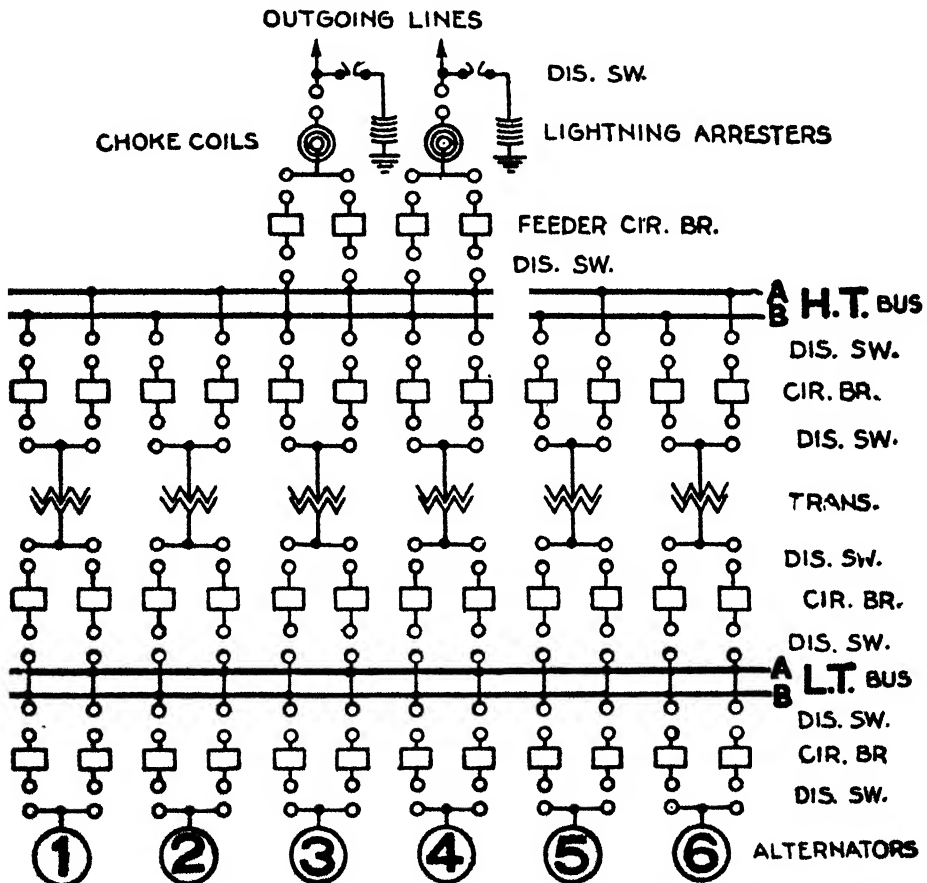 OUTGOING LINES
DIS. SW.
CHOKE COILS
LIGHTNING ARRESTERS
FEEDER CIR. BR.
DIS. SW.
A
B
H.T. BUS
DIS. SW.
CIR. BR.
DIS. SW.
TRANS.
DIS. SW.
CIR. BR.
DIS. SW.
A
B
L.T. BUS
DIS. SW.
CIR. BR
DIS. SW.
1 2 3 4 5 6 ALTERNATORS